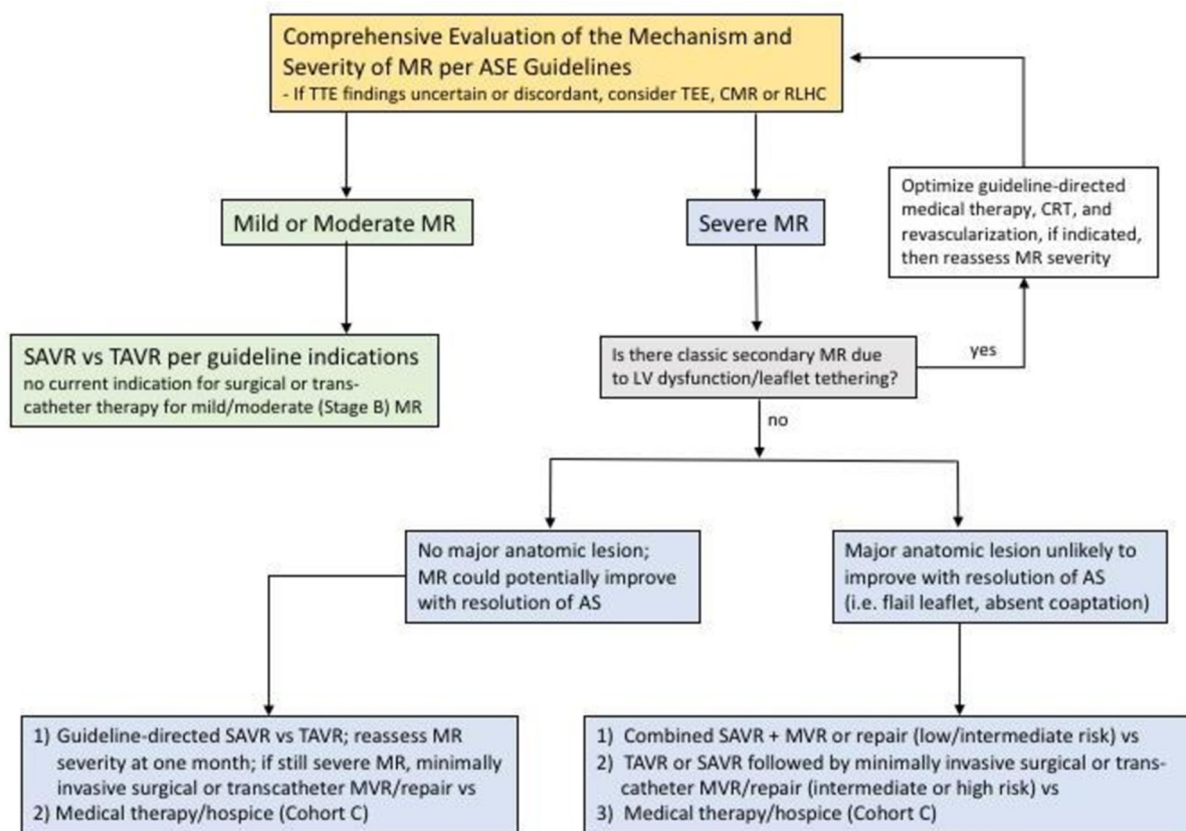 Comprehensive Evaluation of the Mechanism and
Severity of MR per ASE Guidelines
- If TTE findings uncertain or discordant, consider TEE, CMR or RLHC
Mild or Moderate MR
Severe MR
Optimize guideline-directed
medical therapy, CRT, and
revascularization, if indicated,
then reassess MR severity
SAVR vs TAVR per guideline indications
no current indication for surgical or trans-
catheter therapy for mild/moderate (Stage B) MR
Is there classic secondary MR due
to LV dysfunction/leaflet tethering?
yes
no
No major anatomic lesion;
MR could potentially improve
with resolution of AS
Major anatomic lesion unlikely to
improve with resolution of AS
(i.e. flail leaflet, absent coaptation)
1) Guideline-directed SAVR vs TAVR; reassess MR
severity at one month; if still severe MR, minimally
invasive surgical or transcatheter MVR/repair vs
2) Medical therapy/hospice (Cohort C)
1) Combined SAVR + MVR or repair (low/intermediate risk) vs
2) TAVR or SAVR followed by minimally invasive surgical or trans-
catheter MVR/repair (intermediate or high risk) vs
3) Medical therapy/hospice (Cohort C)